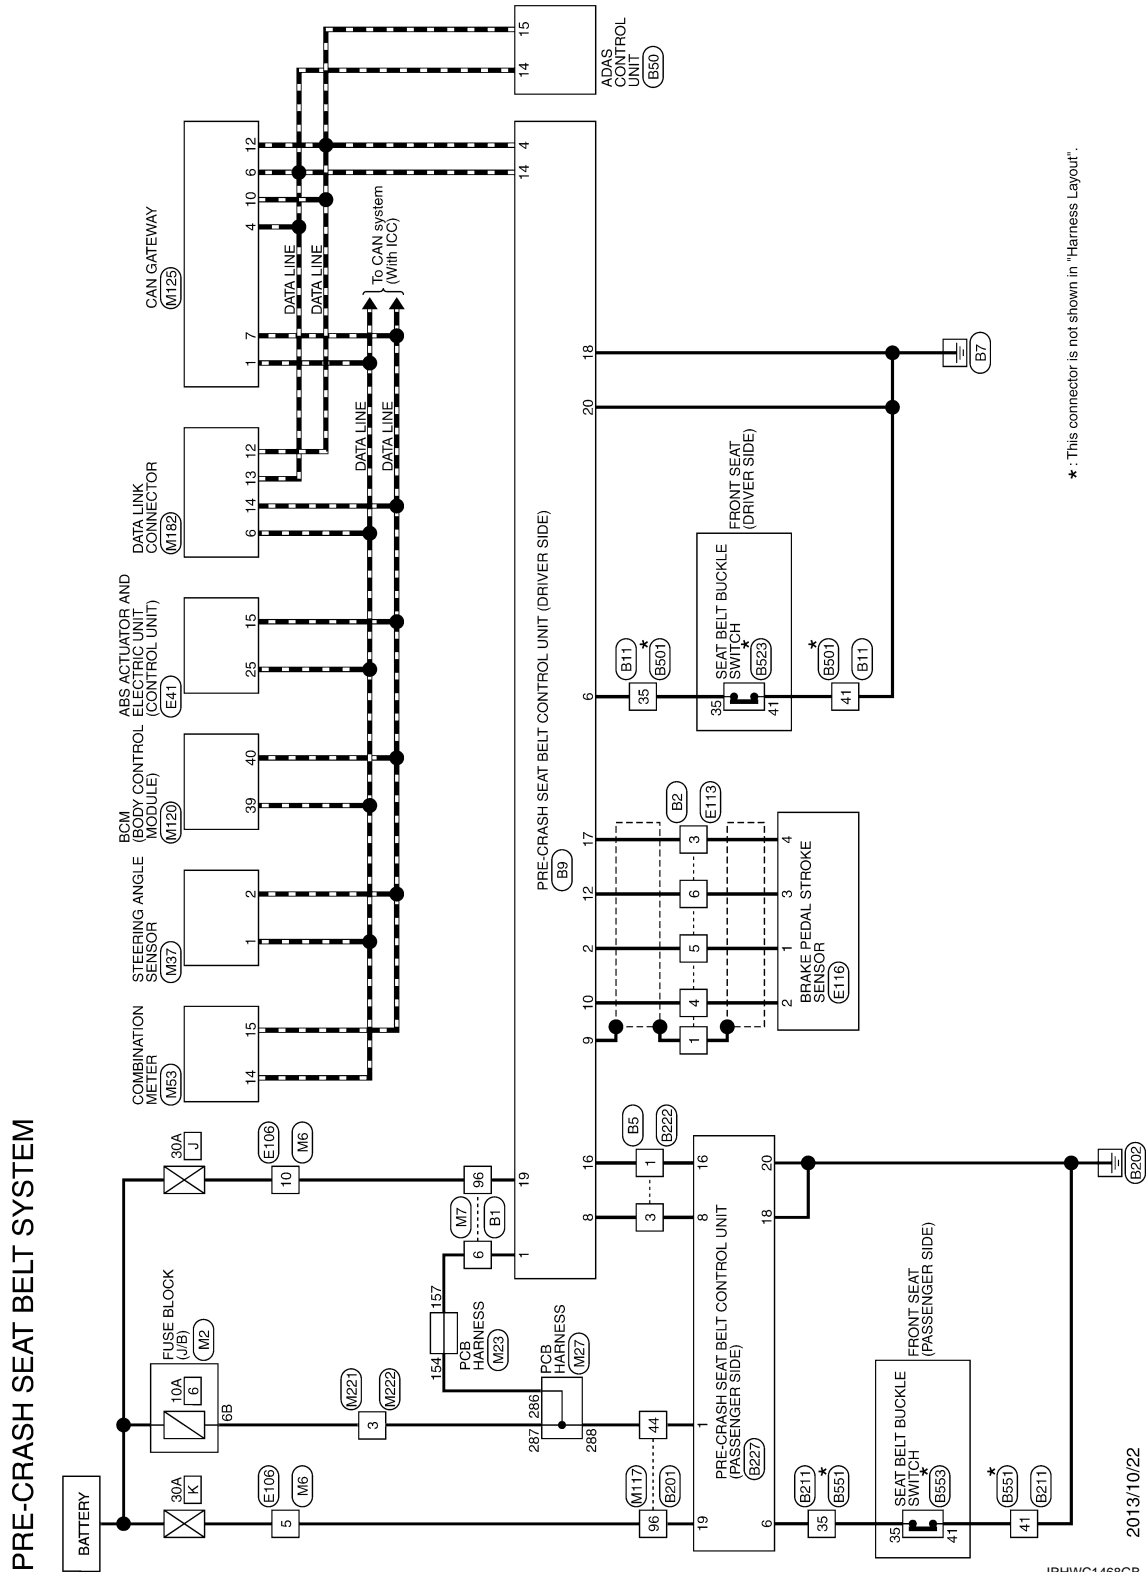 PRE-CRASH SEAT BELT SYSTEM
BATTERY
30A
K
E106
5
M6
FUSE BLOCK
(J/B)
M2
10A
6
6B
30A
J
E106
10
M6
M221
3
M222
PCB
HARNESS
M23
154
157
PCB
HARNESS
M27
286
287
288
M7
6
96
B1
M117
96
44
B201
COMBINATION
METER
M53
14
15
STEERING ANGLE
SENSOR
M37
1
2
BCM
(BODY CONTROL
MODULE)
M120
39
40
ABS ACTUATOR AND
ELECTRIC UNIT
(CONTROL UNIT)
E41
25
15
DATA LINK
CONNECTOR
M182
6
14
13
12
CAN GATEWAY
M125
1
7
4
10
6
12
DATA LINE
DATA LINE
DATA LINE
DATA LINE
To CAN system
(With ICC)
ADAS
CONTROL
UNIT
B50
14
15
PRE-CRASH SEAT BELT CONTROL UNIT (DRIVER SIDE)
B9
1
19
14
4
8
16
9
10
2
12
17
6
20
18
B5
3
1
B222
PRE-CRASH SEAT BELT CONTROL UNIT
(PASSENGER SIDE)
B227
19
1
8
16
6
18
20
B202
B211
35
B551
*
FRONT SEAT
(PASSENGER SIDE)
SEAT BELT BUCKLE
SWITCH
*
B553
35
41
*
B551
41
B211
B2
1
4
5
6
3
E113
BRAKE PEDAL STROKE
SENSOR
E116
2
1
3
4
B11
35
*
B501
FRONT SEAT
(DRIVER SIDE)
SEAT BELT BUCKLE
SWITCH
*
B523
35
41
*
B501
41
B11
B7
* : This connector is not shown in "Harness Layout".
2013/10/22